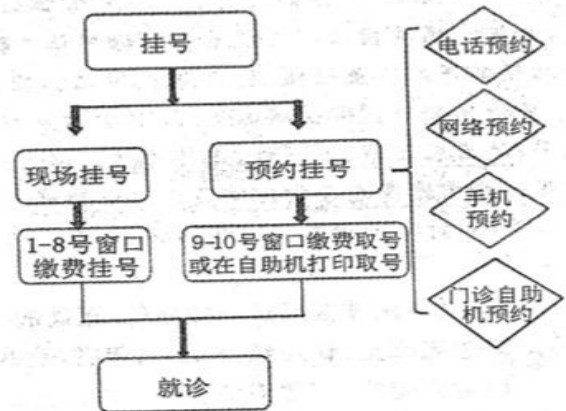 挂号
电话预约
网络预约
现场挂号
预约挂号
手机
预约
1-8号窗口
缴费挂号
9-10号窗口缴费取号
或在自助机打印取号
门诊自助
机预约
就诊